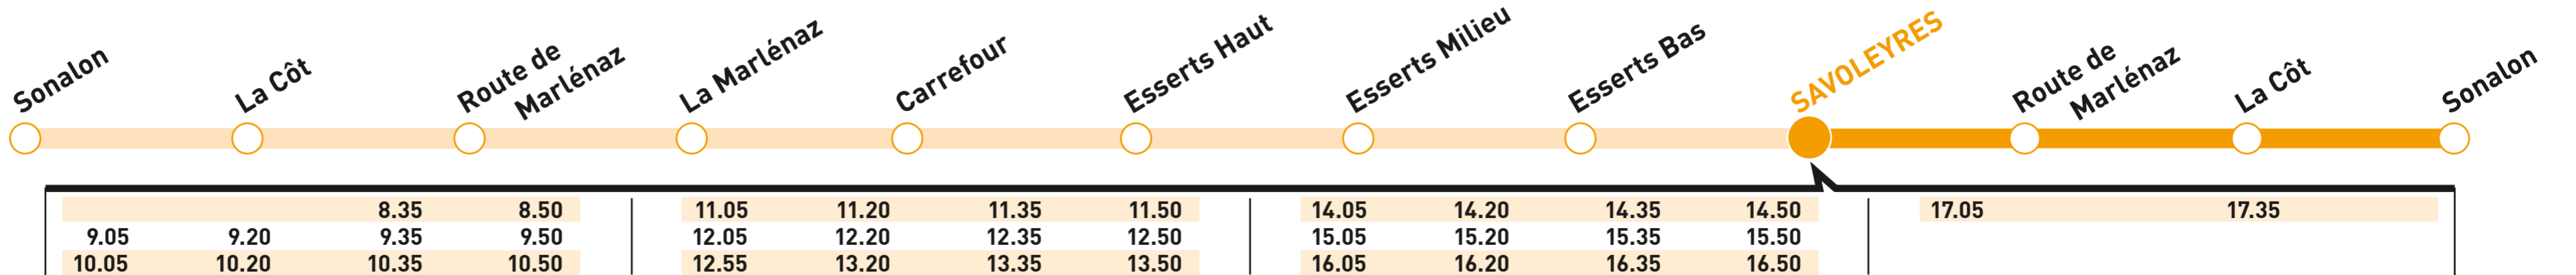 Sonalon
La Côt
Route de
Marlénaz
La Marlénaz
Carrefour
Esserts Haut
Esserts Milieu
Esserts Bas
SAVOLEYRES
Route de
Marlénaz
La Côt
Sonalon
8.35 8.50
9.05 9.20 9.35 9.50
10.05 10.20 10.35 10.50
11.05 11.20 11.35 11.50
12.05 12.20 12.35 12.50
12.55 13.20 13.35 13.50
14.05 14.20 14.35 14.50
15.05 15.20 15.35 15.50
16.05 16.20 16.35 16.50
17.05 17.35